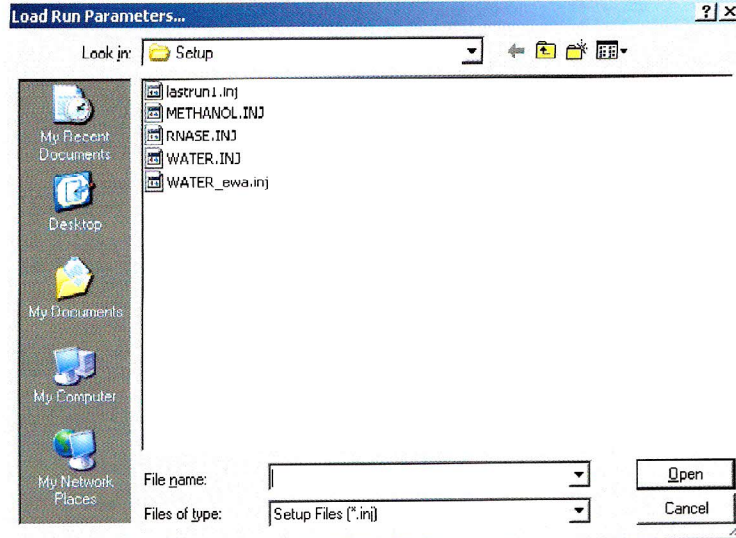 Load Run Parameters...
Look in:
Setup
lastrun1.inj
METHANOL.INJ
RNASE.INJ
WATER.INJ
WATER_ewa.inj
My Recent
Documents
Desktop
My Documents
My Computer
My Network
Places
File name:
Open
Files of type:
Setup Files (*.inj)
Cancel